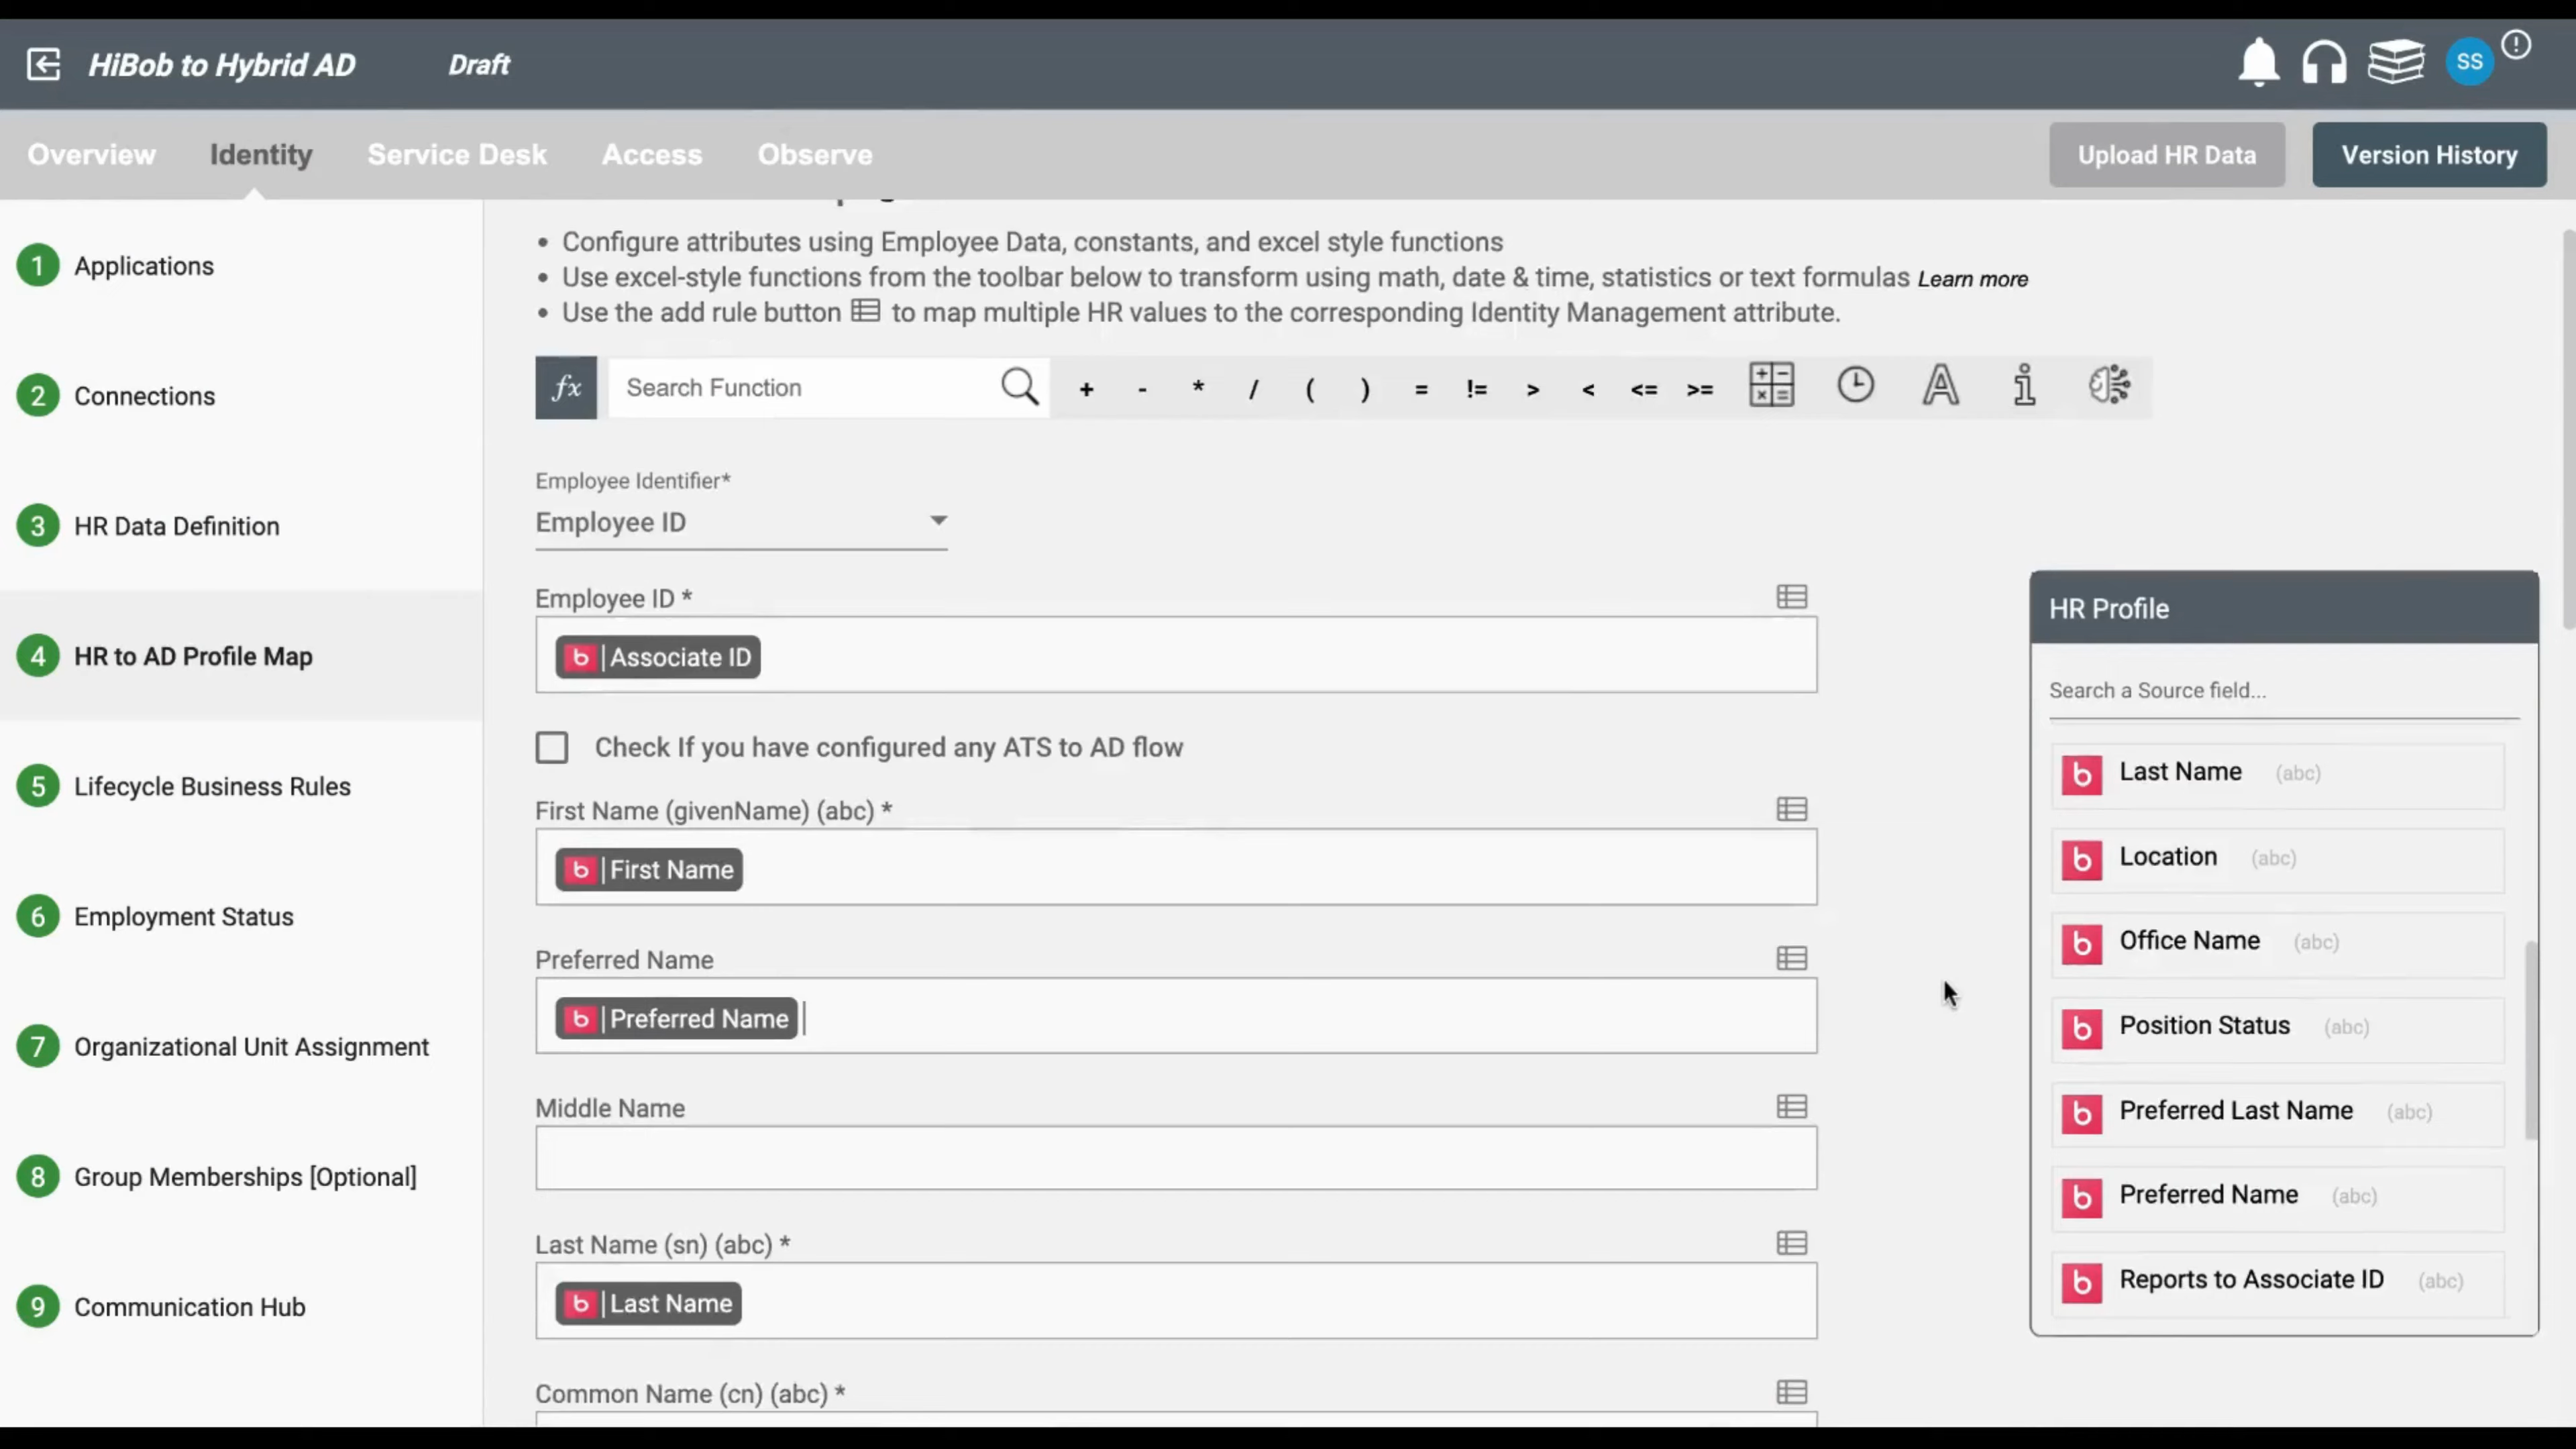 HiBob to Hybrid AD
Draft
SS
Overview
Identity
Service Desk
Access
Observe
Upload HR Data
Version History
1 Applications
2 Connections
3 HR Data Definition
4 HR to AD Profile Map
5 Lifecycle Business Rules
6 Employment Status
7 Organizational Unit Assignment
8 Group Memberships [Optional]
9 Communication Hub
• Configure attributes using Employee Data, constants, and excel style functions
• Use excel-style functions from the toolbar below to transform using math, date & time, statistics or text formulas Learn more
• Use the add rule button to map multiple HR values to the corresponding Identity Management attribute.
fx Search Function + - * / ( ) = != > < <= >=
Employee Identifier*
Employee ID
Employee ID *
b | Associate ID
Check If you have configured any ATS to AD flow
First Name (givenName) (abc) *
b | First Name
Preferred Name
b | Preferred Name
Middle Name
Last Name (sn) (abc) *
b | Last Name
Common Name (cn) (abc) *
HR Profile
Search a Source field...
b Last Name (abc)
b Location (abc)
b Office Name (abc)
b Position Status (abc)
b Preferred Last Name (abc)
b Preferred Name (abc)
b Reports to Associate ID (abc)